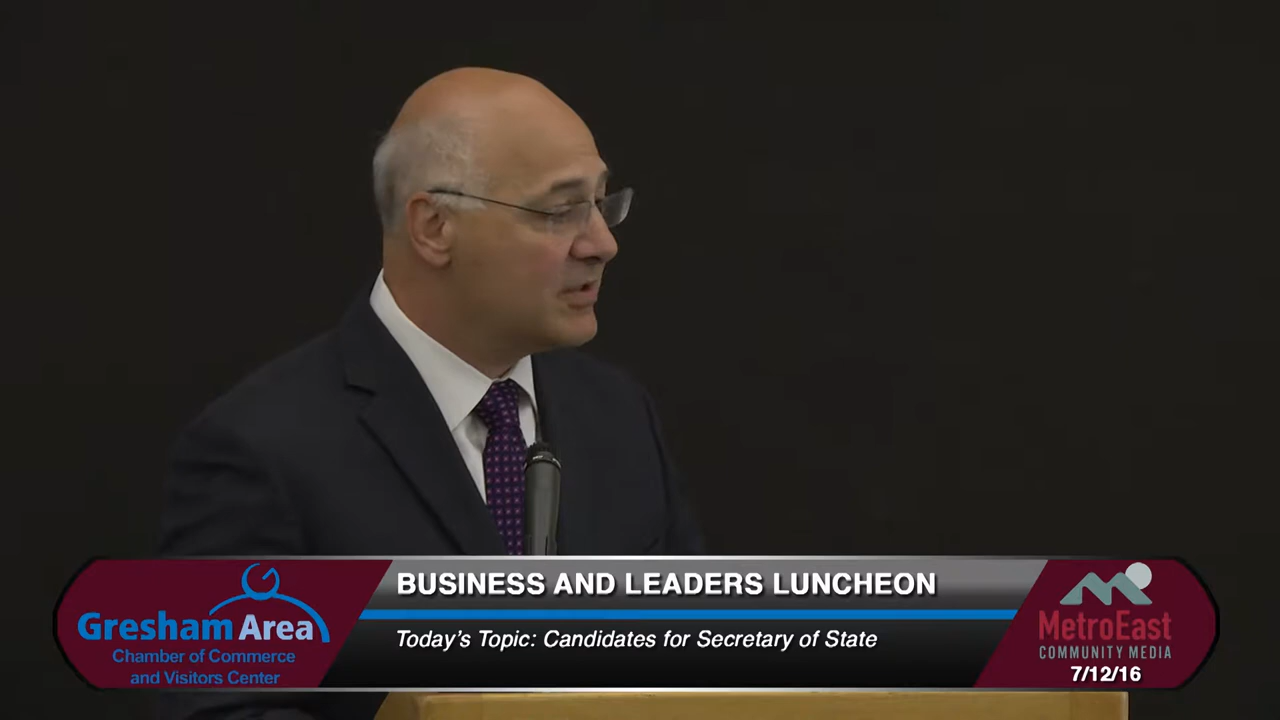 BUSINESS AND LEADERS LUNCHEON
Today's Topic: Candidates for Secretary of State
Gresham Area
Chamber of Commerce
and Visitors Center
MetroEast
COMMUNITY MEDIA
7/12/16